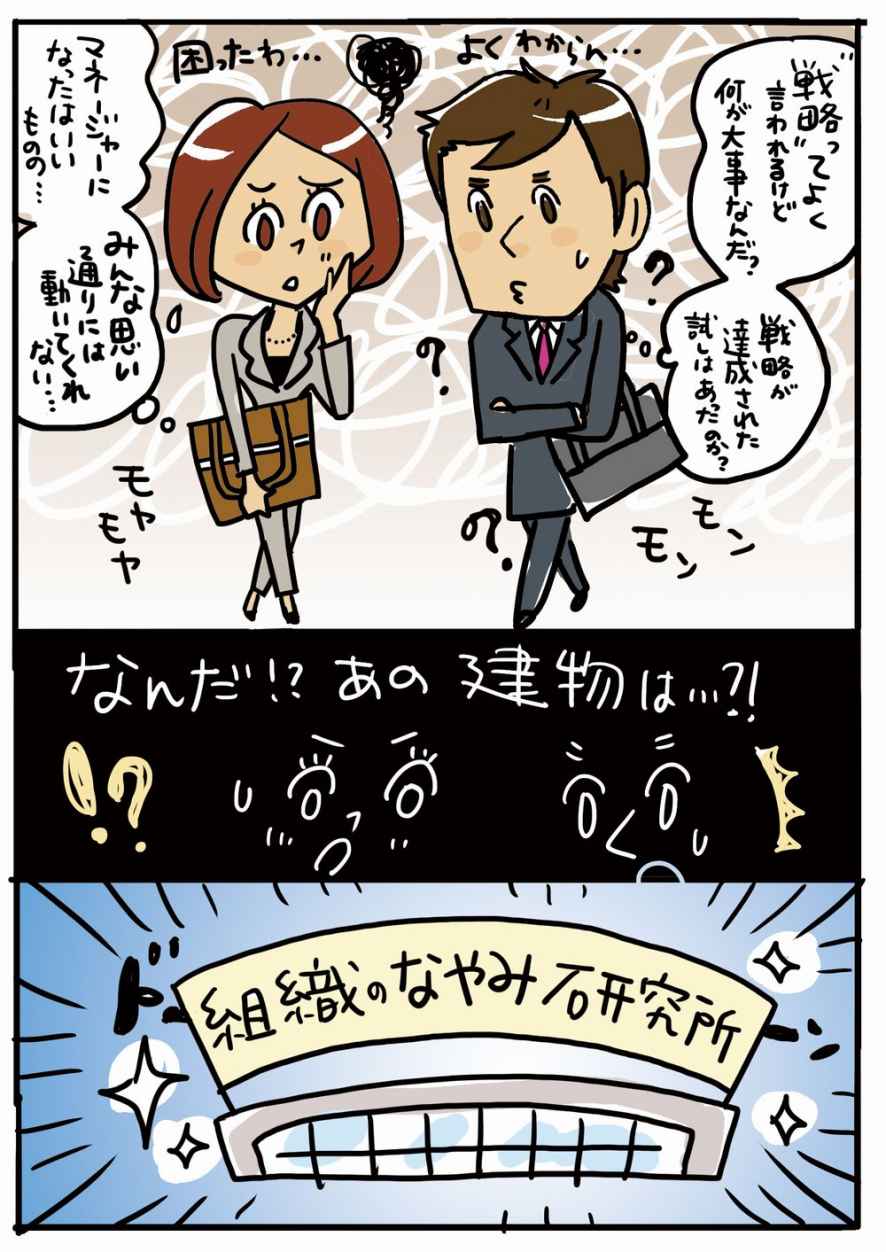 よくわからん…
困ったわ…
"戦略"ってよく
言われるけど
何が大事なんだ?
戦略が
達成された
試しはあったのか?
マネージャーに
なったはいい
ものの…
みんな思い
通りには
動いてくれ
ない…
?
?
?
モンモン
モヤモヤ
なんだ!?あの建物は…?!
!?
ドーーン
組織のなやみ研究所